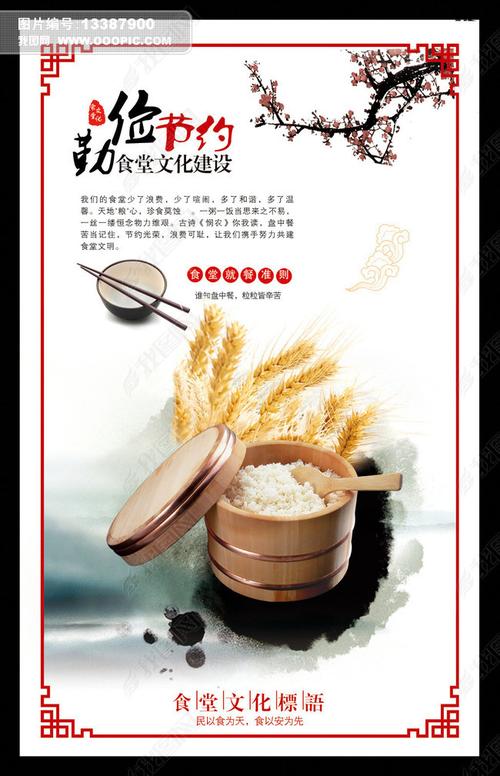 图片编号：13387900
我图网 www.ooopic.com
勤俭节约
食堂文化建设
我们的食堂少了浪费，少了喧闹，多了和谐，多了温
馨。天地“粮”心，珍食莫蚀 。一粥一饭当思来之不易，
一丝一缕恒念物力维艰。古诗《悯农》你我读，盘中餐
苦当记住，节约光荣，浪费可耻，让我们携手努力共建
食堂文明。
食堂就餐准則
谁知盘中餐，粒粒皆辛苦
食堂文化標語
民以食为天，食以安为先